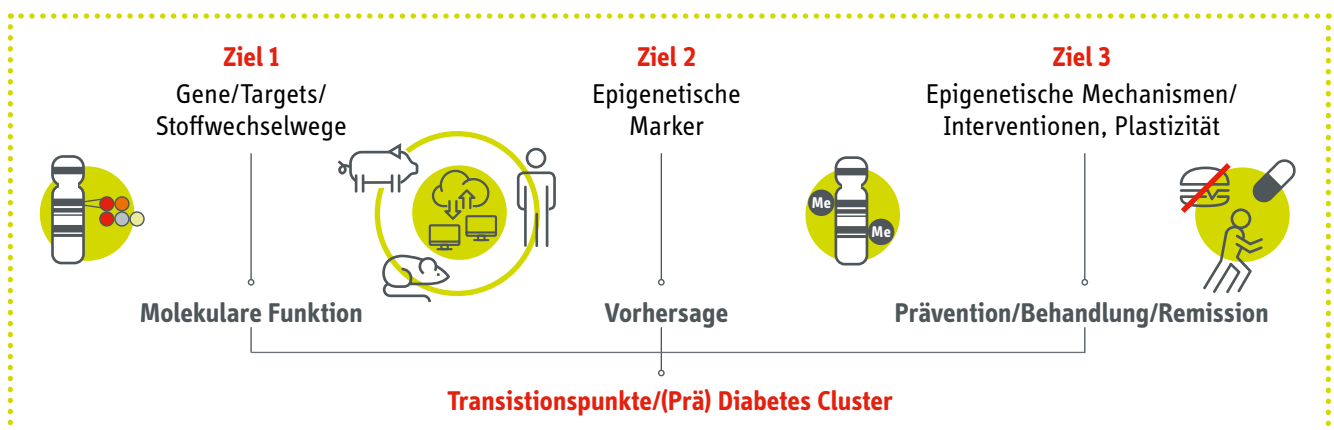 Ziel 1
Gene/Targets/
Stoffwechselwege
Ziel 2
Epigenetische
Marker
Ziel 3
Epigenetische Mechanismen/
Interventionen, Plastizität
Me
Me
Molekulare Funktion
Vorhersage
Prävention/Behandlung/Remission
Transistionspunkte/(Prä) Diabetes Cluster